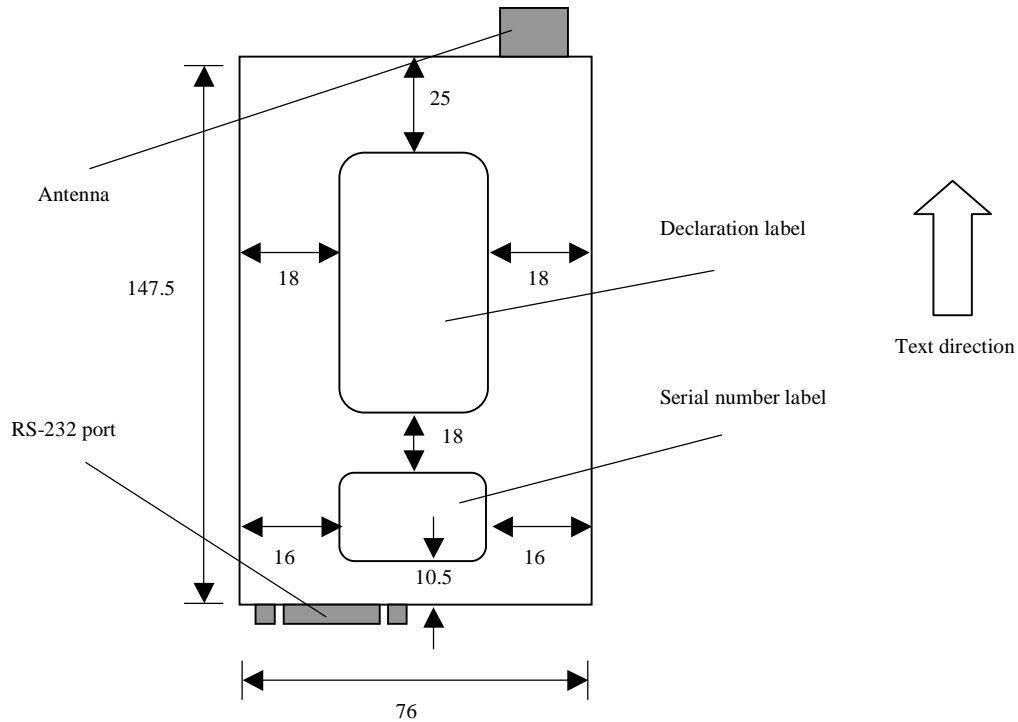 25
Antenna
Declaration label
18
18
147.5
Text direction
Serial number label
RS-232 port
18
16
16
10.5
76